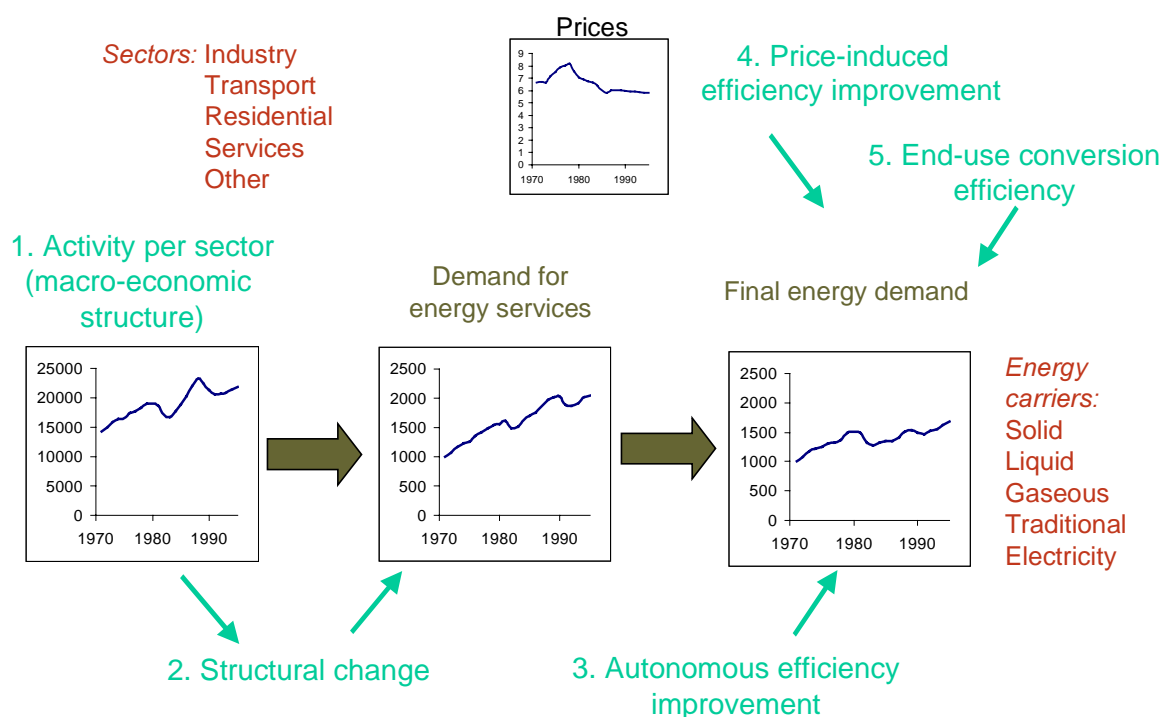 Prices
Sectors: Industry
Transport
Residential
Services
Other
9
8
7
6
5
4
3
2
1
0
1970 1980 1990
4. Price-induced
efficiency improvement
5. End-use conversion
efficiency
1. Activity per sector
(macro-economic
structure)
25000
20000
15000
10000
5000
0
1970 1980 1990
Demand for
energy services
2500
2000
1500
1000
500
0
1970 1980 1990
Final energy demand
2500
2000
1500
1000
500
0
1970 1980 1990
Energy
carriers:
Solid
Liquid
Gaseous
Traditional
Electricity
2. Structural change
3. Autonomous efficiency
improvement